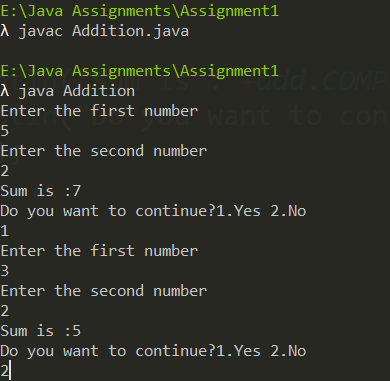 E:\Java Assignments\Assignment1
λ javac Addition.java
E:\Java Assignments\Assignment1
λ java Addition
Enter the first number
5
Enter the second number
2
Sum is :7
Do you want to continue?1.Yes 2.No
1
Enter the first number
3
Enter the second number
2
Sum is :5
Do you want to continue?1.Yes 2.No
2